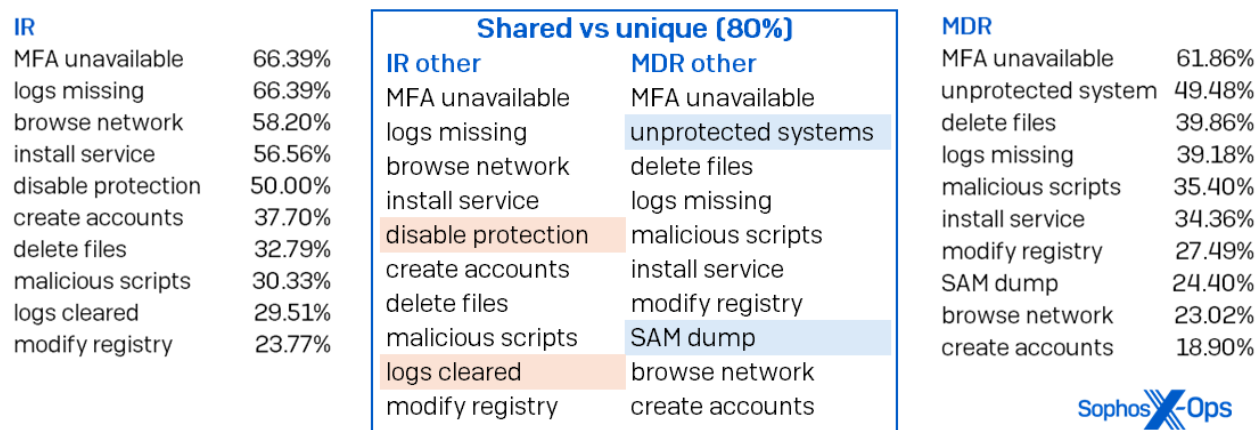 IR
MFA unavailable 66.39%
logs missing 66.39%
browse network 58.20%
install service 56.56%
disable protection 50.00%
create accounts 37.70%
delete files 32.79%
malicious scripts 30.33%
logs cleared 29.51%
modify registry 23.77%
Shared vs unique (80%)
IR other MDR other
MFA unavailable MFA unavailable
logs missing unprotected systems
browse network delete files
install service logs missing
disable protection malicious scripts
create accounts install service
delete files modify registry
malicious scripts SAM dump
logs cleared browse network
modify registry create accounts
MDR
MFA unavailable 61.86%
unprotected system 49.48%
delete files 39.86%
logs missing 39.18%
malicious scripts 35.40%
install service 34.36%
modify registry 27.49%
SAM dump 24.40%
browse network 23.02%
create accounts 18.90%
Sophos X-Ops